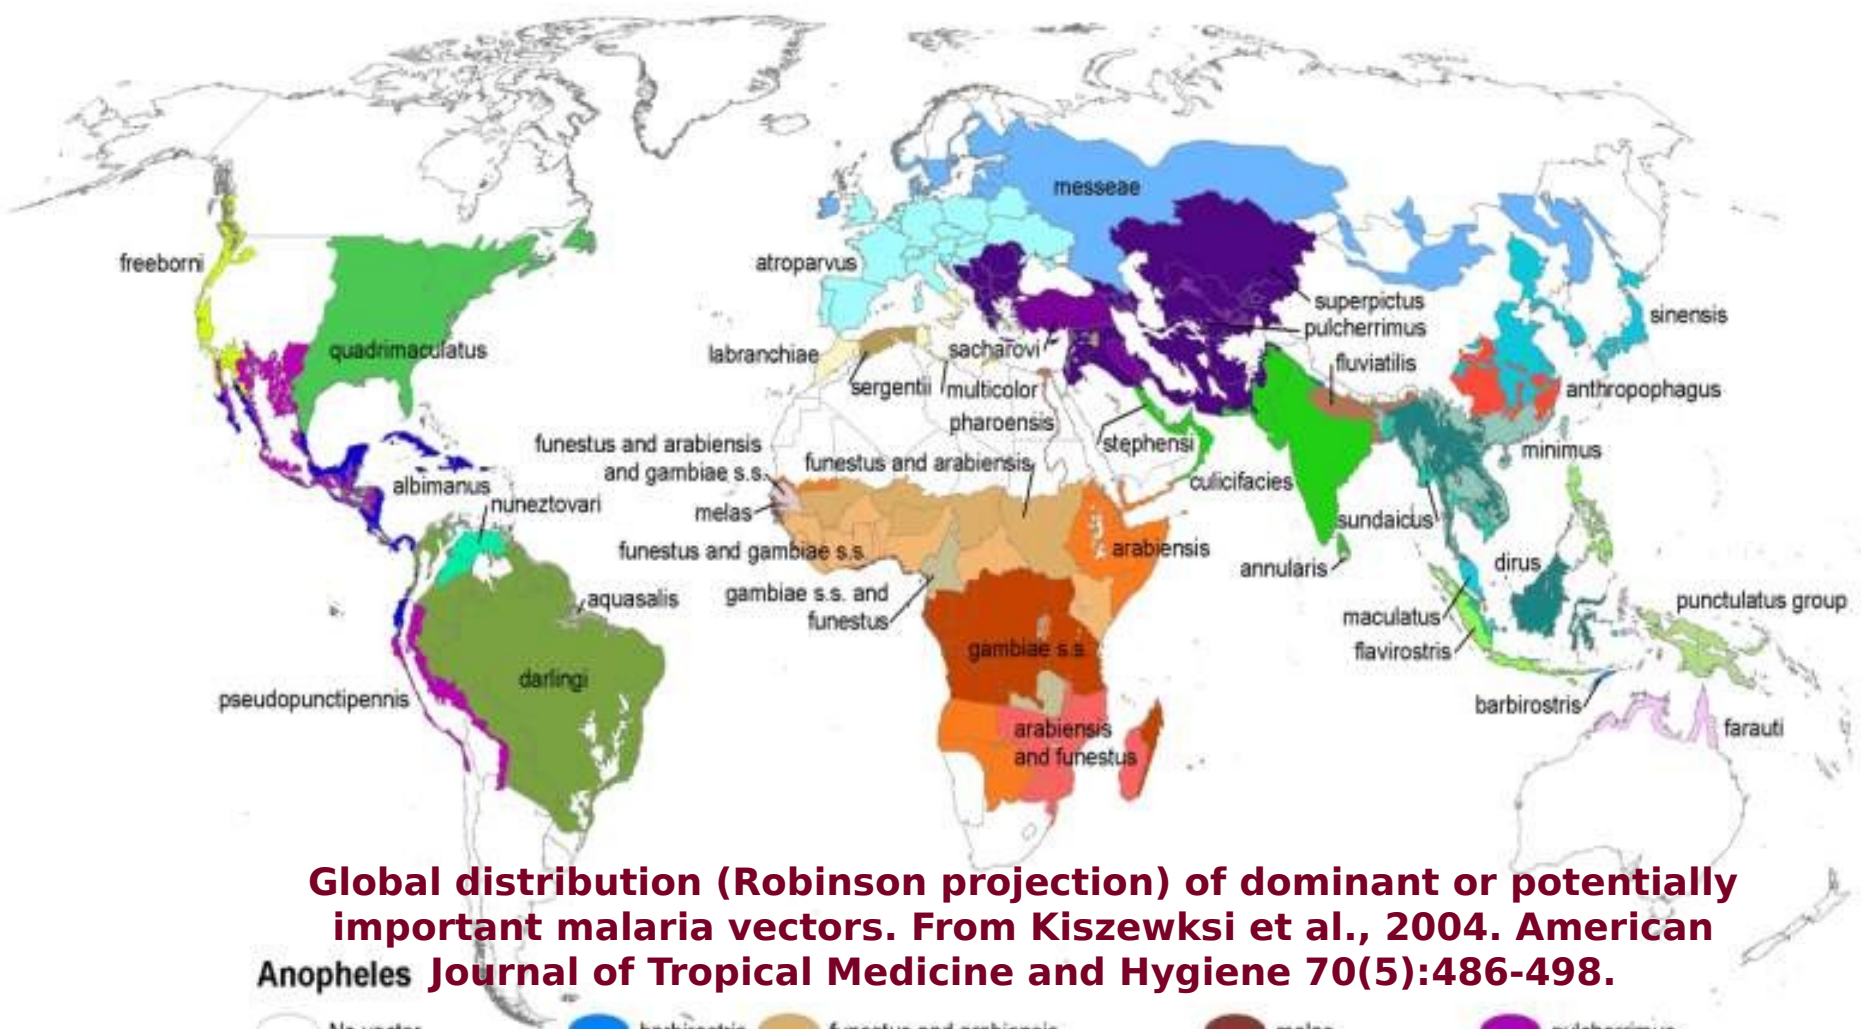 messeae
freeborni
atroparvus
quadrimaculatus
superpictus
pulcherrimus
sinensis
labranchiae
sacharovi
fluviatilis
sergentii
multicolor
anthropophagus
pharoensis
stephensi
funestus and arabiensis
and gambiae s.s.
funestus and arabiensis
minimus
albimanus
culicifacies
nuneztovari
melas
sundaicus
funestus and gambiae s.s.
arabiensis
annularis
dirus
gambiae s.s. and
funestus
aquasalis
punctulatus group
maculatus
gambiae s.s.
flavirostris
darlingi
pseudopunctipennis
barbirostris
arabiensis
and funestus
farauti
Global distribution (Robinson projection) of dominant or potentially
important malaria vectors. From Kiszewksi et al., 2004. American
Journal of Tropical Medicine and Hygiene 70(5):486-498.
Anopheles